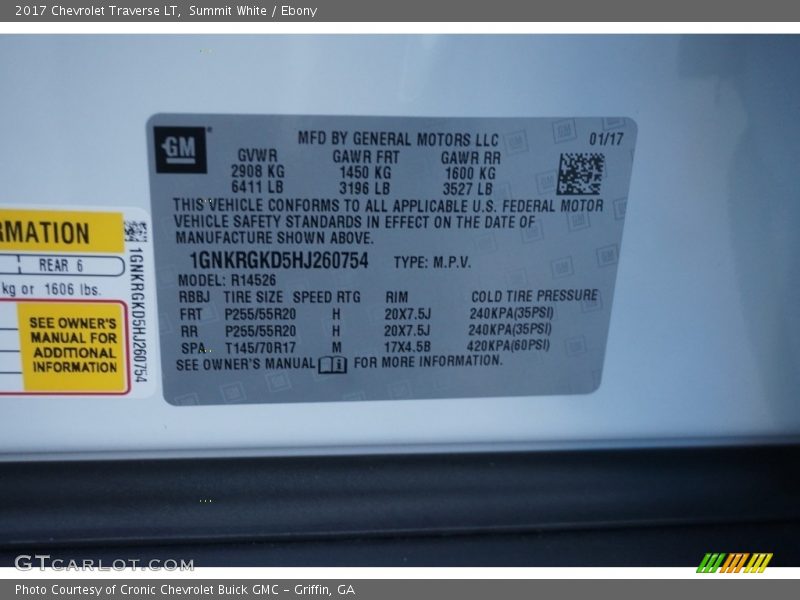 2017 Chevrolet Traverse LT, Summit White / Ebony
GM
MFD BY GENERAL MOTORS LLC 01/17
GVWR GAWR FRT GAWR RR
2908 KG 1450 KG 1600 KG
6411 LB 3196 LB 3527 LB
THIS VEHICLE CONFORMS TO ALL APPLICABLE U.S. FEDERAL MOTOR
VEHICLE SAFETY STANDARDS IN EFFECT ON THE DATE OF
MANUFACTURE SHOWN ABOVE.
1GNKRGKD5HJ260754 TYPE: M.P.V.
MODEL: R14526
RBBJ TIRE SIZE SPEED RTG RIM COLD TIRE PRESSURE
FRT P255/55R20 H 20X7.5J 240KPA(35PSI)
RR P255/55R20 H 20X7.5J 240KPA(35PSI)
SPA T145/70R17 M 17X4.5B 420KPA(60PSI)
SEE OWNER'S MANUAL FOR MORE INFORMATION.
RMATION
REAR 6
kg or 1606 lbs.
SEE OWNER'S
MANUAL FOR
ADDITIONAL
INFORMATION
1GNKRGKD5HJ260754
GTCARLOT.COM
Photo Courtesy of Cronic Chevrolet Buick GMC - Griffin, GA